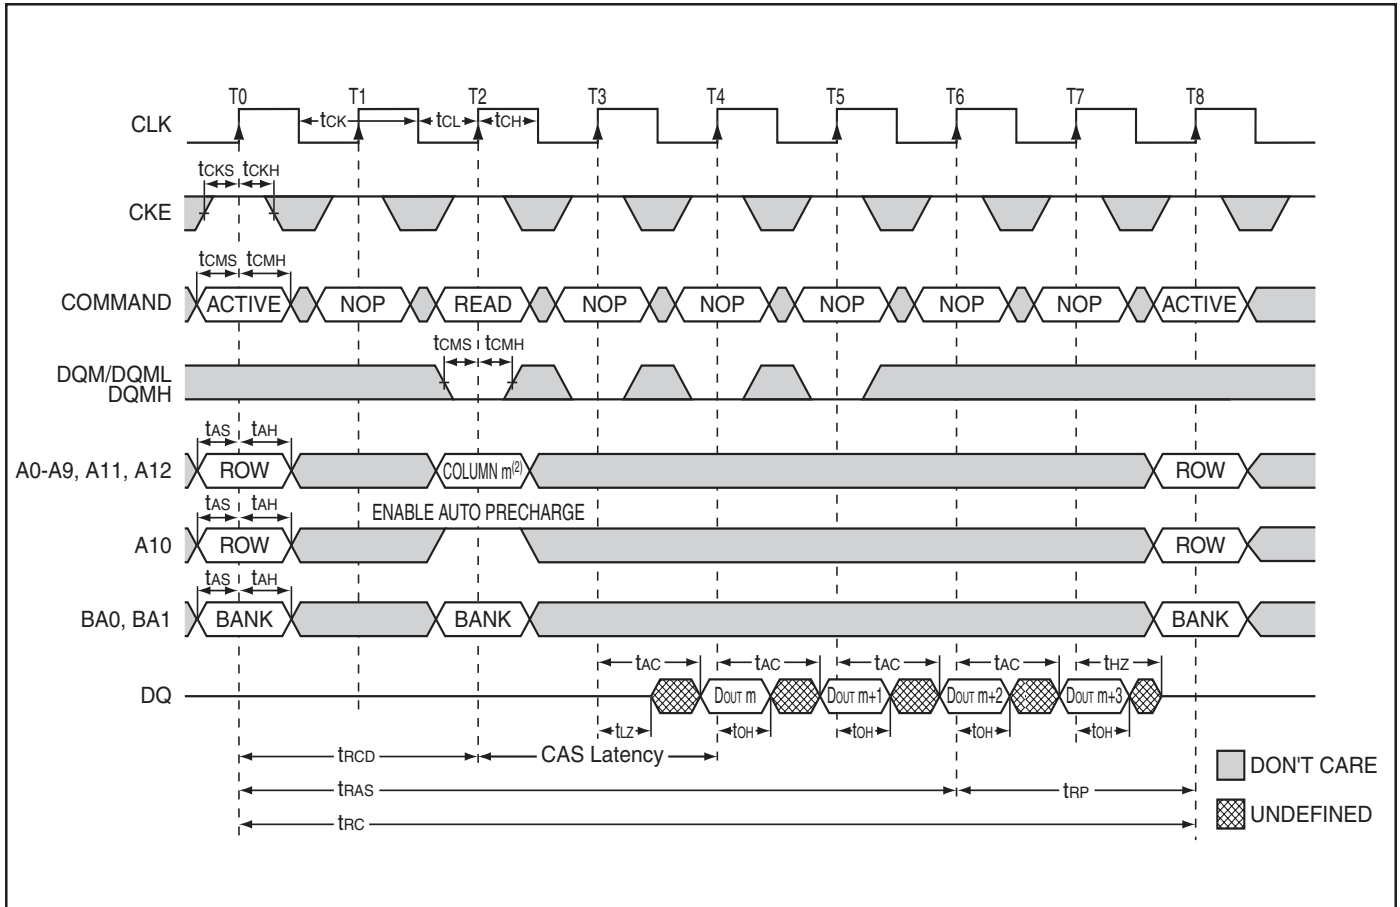 T0 T1 T2 T3 T4 T5 T6 T7 T8
CLK tCK tCL tCH
tCKS tCKH
CKE
tCMS tCMH
COMMAND ACTIVE NOP READ NOP NOP NOP NOP NOP ACTIVE
tCMS tCMH
DQM/DQML
DQMH
tAS tAH
A0-A9, A11, A12 ROW COLUMN m(2) ROW
tAS tAH ENABLE AUTO PRECHARGE
A10 ROW ROW
tAS tAH
BA0, BA1 BANK BANK BANK
tAC tAC tAC tAC tHZ
DQ DOUT m DOUT m+1 DOUT m+2 DOUT m+3
tLZ tOH tOH tOH tOH
tRCD CAS Latency
DON'T CARE
tRAS tRP
UNDEFINED
tRC